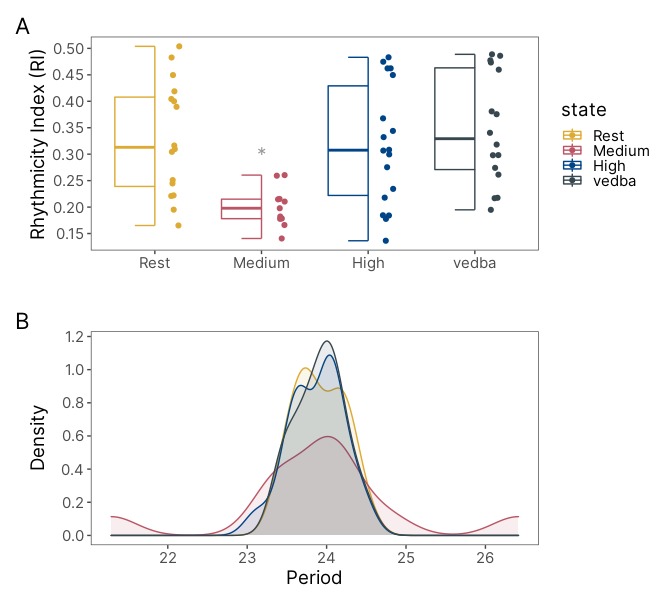 A
Rhythmicity Index (RI)
0.50
0.45
0.40
0.35
0.30
0.25
0.20
0.15
*
Rest
Medium
High
vedba
state
Rest
Medium
High
vedba
B
Density
1.2
1.0
0.8
0.6
0.4
0.2
0.0
22
23
24
25
26
Period